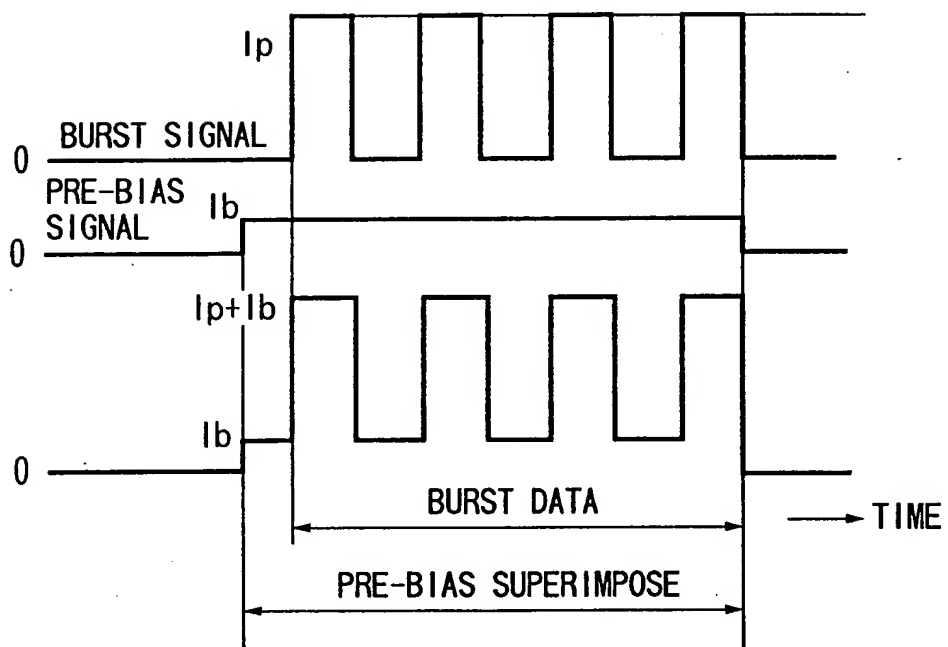 Ip
BURST SIGNAL
0
PRE-BIAS
SIGNAL
Ib
0
Ip+Ib
Ib
0
BURST DATA
TIME
PRE-BIAS SUPERIMPOSE